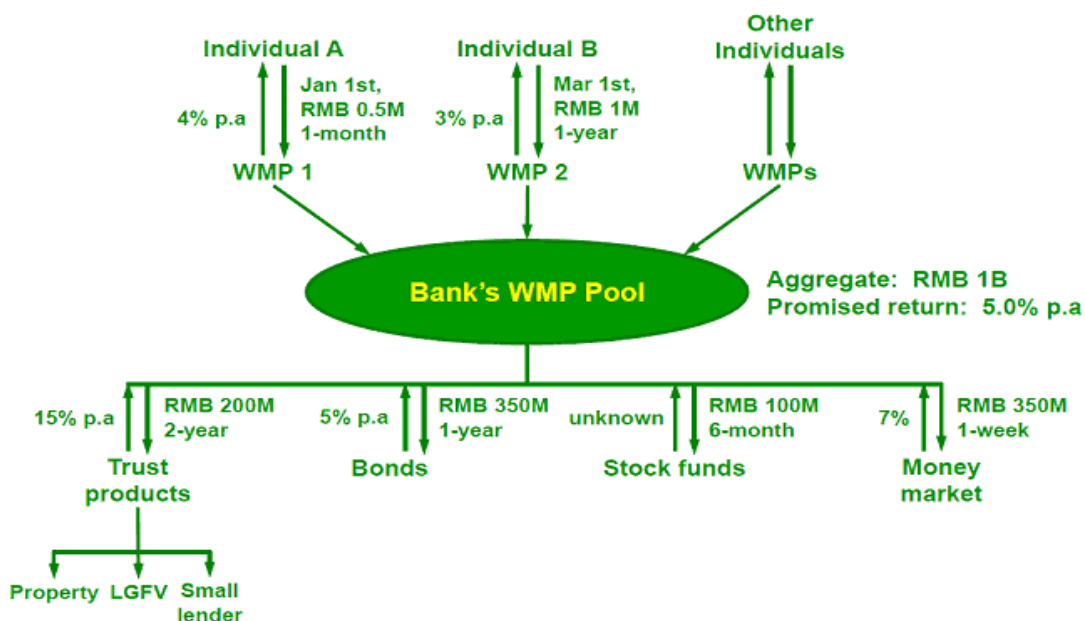 Individual A
Individual B
Other
Individuals
4% p.a
Jan 1st,
RMB 0.5M
1-month
3% p.a
Mar 1st,
RMB 1M
1-year
WMP 1
WMP 2
WMPs
Bank's WMP Pool
Aggregate: RMB 1B
Promised return: 5.0% p.a
15% p.a
RMB 200M
2-year
5% p.a
RMB 350M
1-year
unknown
RMB 100M
6-month
7%
RMB 350M
1-week
Trust
products
Bonds
Stock funds
Money
market
Property
LGFV
Small
lender